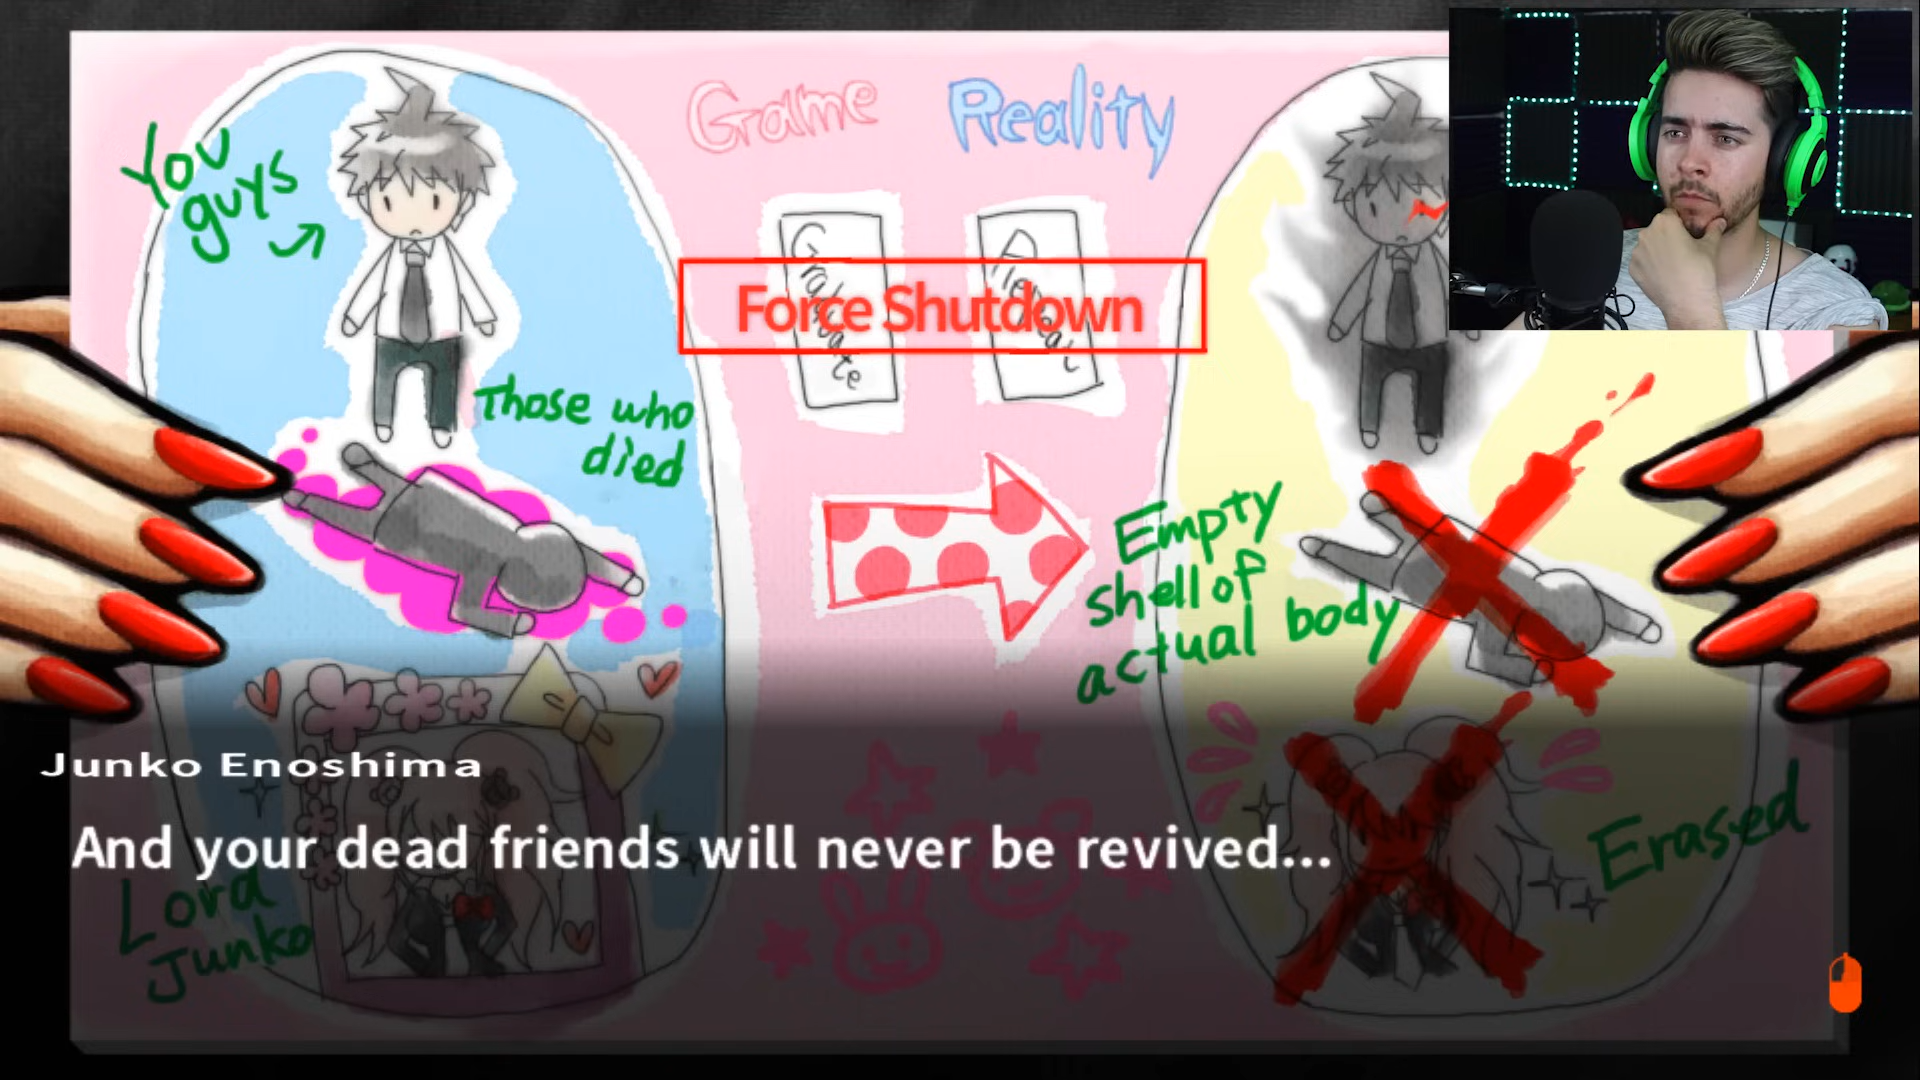 Game Reality
You
guys
Graduate
Force Shutdown
Those who
died
Empty
shell of
actual body
Junko Enoshima
And your dead friends will never be revived...
Lord
Junko
Erased